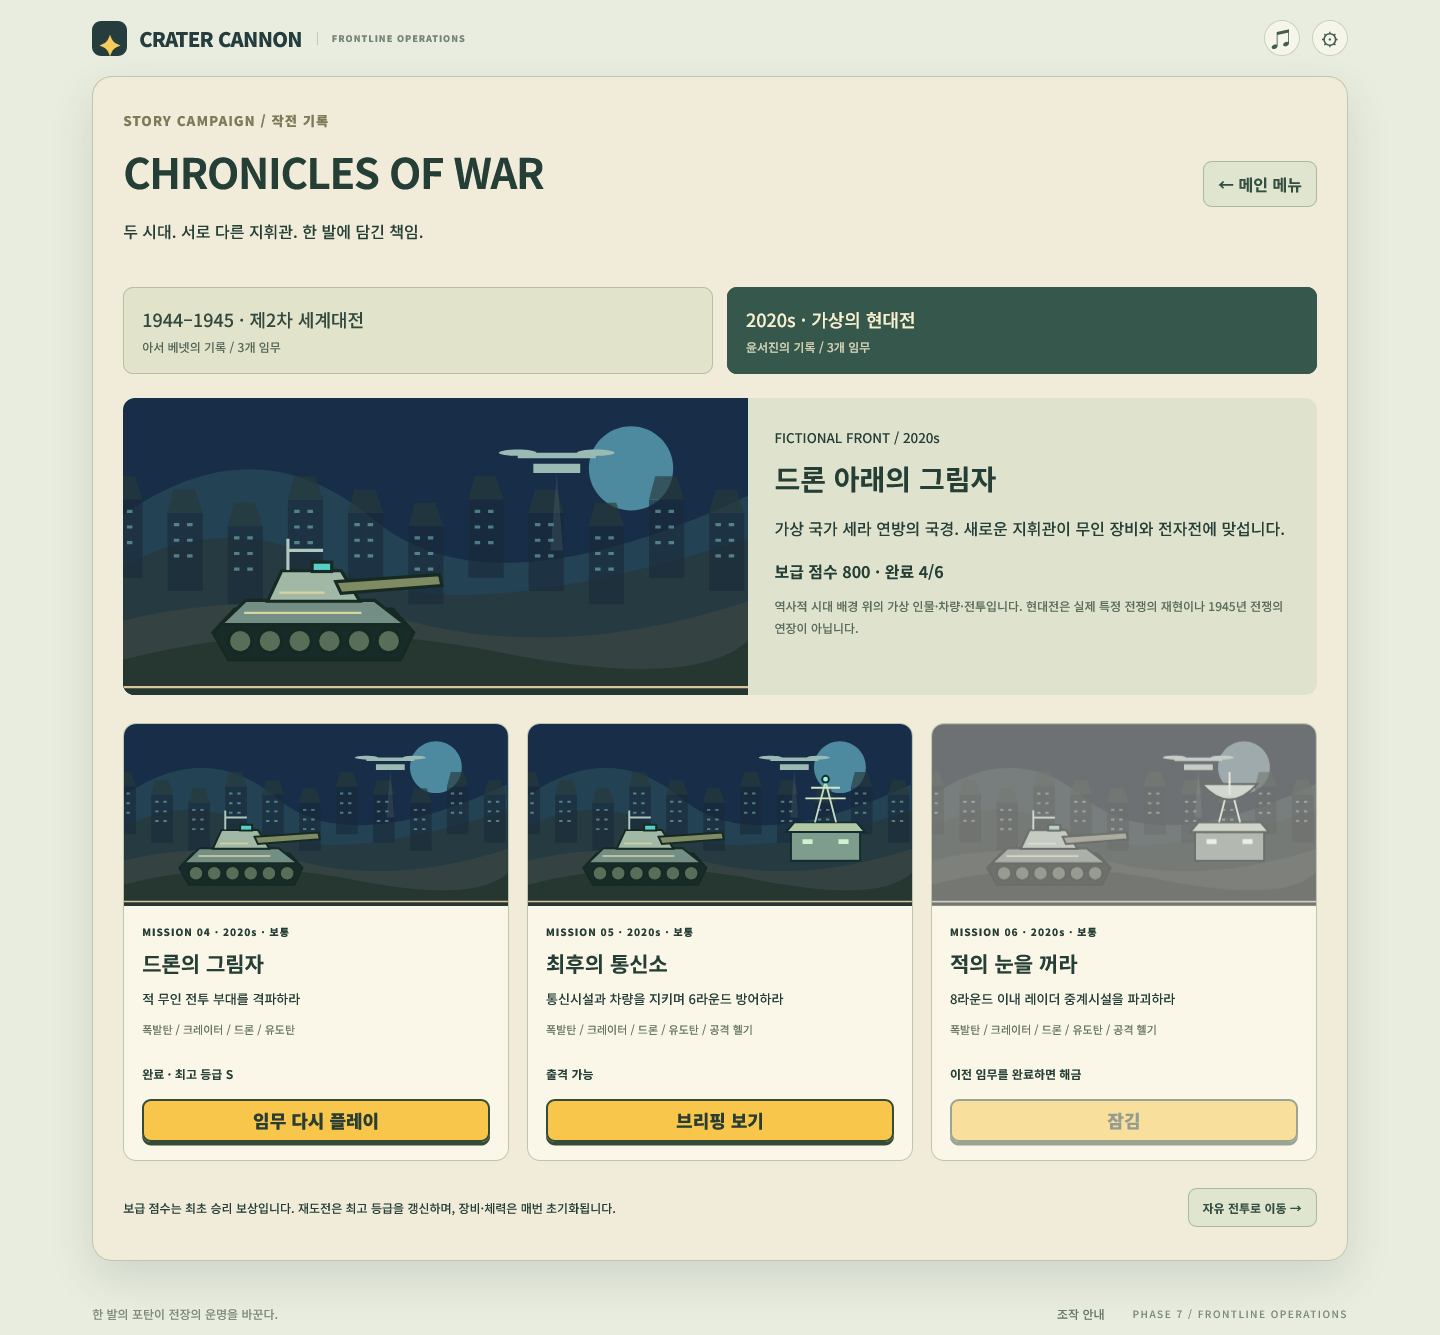 CRATER CANNON
FRONTLINE OPERATIONS
STORY CAMPAIGN / 작전 기록
CHRONICLES OF WAR
← 메인 메뉴
두 시대. 서로 다른 지휘관. 한 발에 담긴 책임.
1944–1945 · 제2차 세계대전
아서 베넷의 기록 / 3개 임무
2020s · 가상의 현대전
윤서진의 기록 / 3개 임무
FICTIONAL FRONT / 2020s
드론 아래의 그림자
가상 국가 세라 연방의 국경. 새로운 지휘관이 무인 장비와 전자전에 맞섭니다.
보급 점수 800 · 완료 4/6
역사적 시대 배경 위의 가상 인물·차량·전투입니다. 현대전은 실제 특정 전쟁의 재현이나 1945년 전쟁의
연장이 아닙니다.
MISSION 04 · 2020s · 보통
드론의 그림자
적 무인 전투 부대를 격파하라
폭발탄 / 크레이터 / 드론 / 유도탄
완료 · 최고 등급 S
임무 다시 플레이
MISSION 05 · 2020s · 보통
최후의 통신소
통신시설과 차량을 지키며 6라운드 방어하라
폭발탄 / 크레이터 / 드론 / 유도탄 / 공격 헬기
출격 가능
브리핑 보기
MISSION 06 · 2020s · 보통
적의 눈을 꺼라
8라운드 이내 레이더 중계시설을 파괴하라
폭발탄 / 크레이터 / 드론 / 유도탄 / 공격 헬기
이전 임무를 완료하면 해금
잠김
보급 점수는 최초 승리 보상입니다. 재도전은 최고 등급을 갱신하며, 장비·체력은 매번 초기화됩니다.
자유 전투로 이동 →
한 발의 포탄이 전장의 운명을 바꾼다.
조작 안내
PHASE 7 / FRONTLINE OPERATIONS